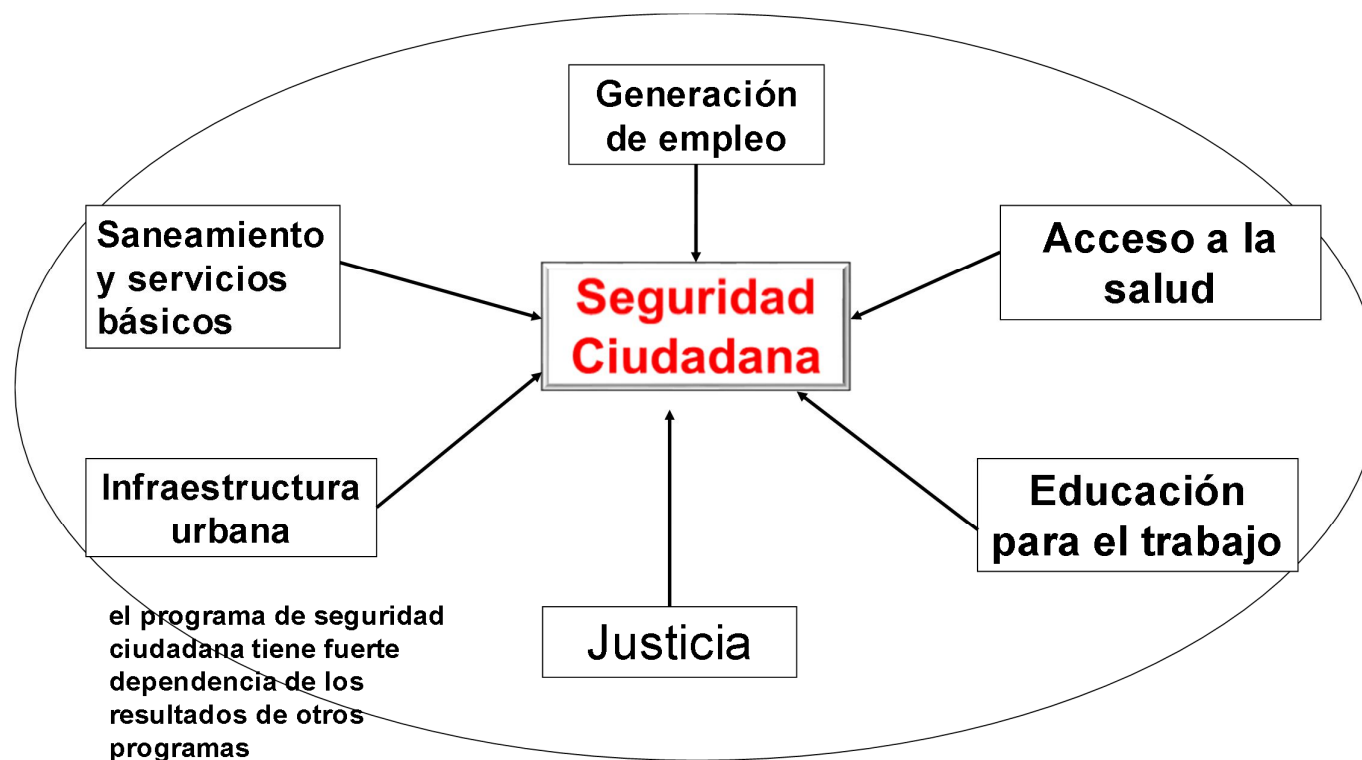 Generación
de empleo
Saneamiento
y servicios
básicos
Acceso a la
salud
Seguridad
Ciudadana
Infraestructura
urbana
Educación
para el trabajo
Justicia
el programa de seguridad
ciudadana tiene fuerte
dependencia de los
resultados de otros
programas